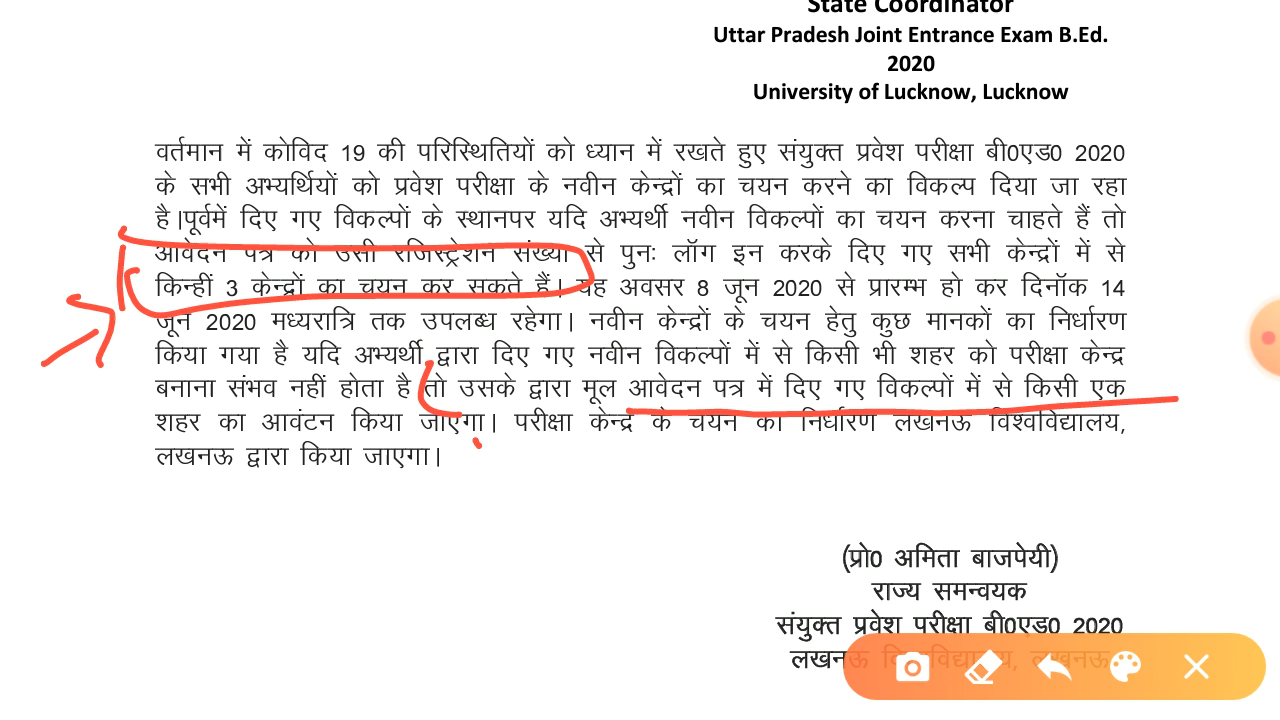 State Coordinator
Uttar Pradesh Joint Entrance Exam B.Ed.
2020
University of Lucknow, Lucknow
वर्तमान में कोविद 19 की परिस्थितियों को ध्यान में रखते हुए संयुक्त प्रवेश परीक्षा बी0एड0 2020
के सभी अभ्यर्थियों को प्रवेश परीक्षा के नवीन केन्द्रों का चयन करने का विकल्प दिया जा रहा
है।पूर्वमें दिए गए विकल्पों के स्थानपर यदि अभ्यर्थी नवीन विकल्पों का चयन करना चाहते हैं तो
आवेदन पत्र को उसी रजिस्ट्रेशन संख्या से पुनः लॉग इन करके दिए गए सभी केन्द्रों में से
किन्हीं 3 केन्द्रों का चयन कर सकते हैं। यह अवसर 8 जून 2020 से प्रारम्भ हो कर दिनॉक 14
जून 2020 मध्यरात्रि तक उपलब्ध रहेगा। नवीन केन्द्रों के चयन हेतु कुछ मानकों का निर्धारण
किया गया है यदि अभ्यर्थी द्वारा दिए गए नवीन विकल्पों में से किसी भी शहर को परीक्षा केन्द्र
बनाना संभव नहीं होता है तो उसके द्वारा मूल आवेदन पत्र में दिए गए विकल्पों में से किसी एक
शहर का आवंटन किया जाएगा। परीक्षा केन्द्र के चयन का निर्धारण लखनऊ विश्वविद्यालय,
लखनऊ द्वारा किया जाएगा।
(प्रो0 अमिता बाजपेयी)
राज्य समन्वयक
संयुक्त प्रवेश परीक्षा बी0एड0 2020
लखनऊ विश्वविद्यालय, लखनऊ